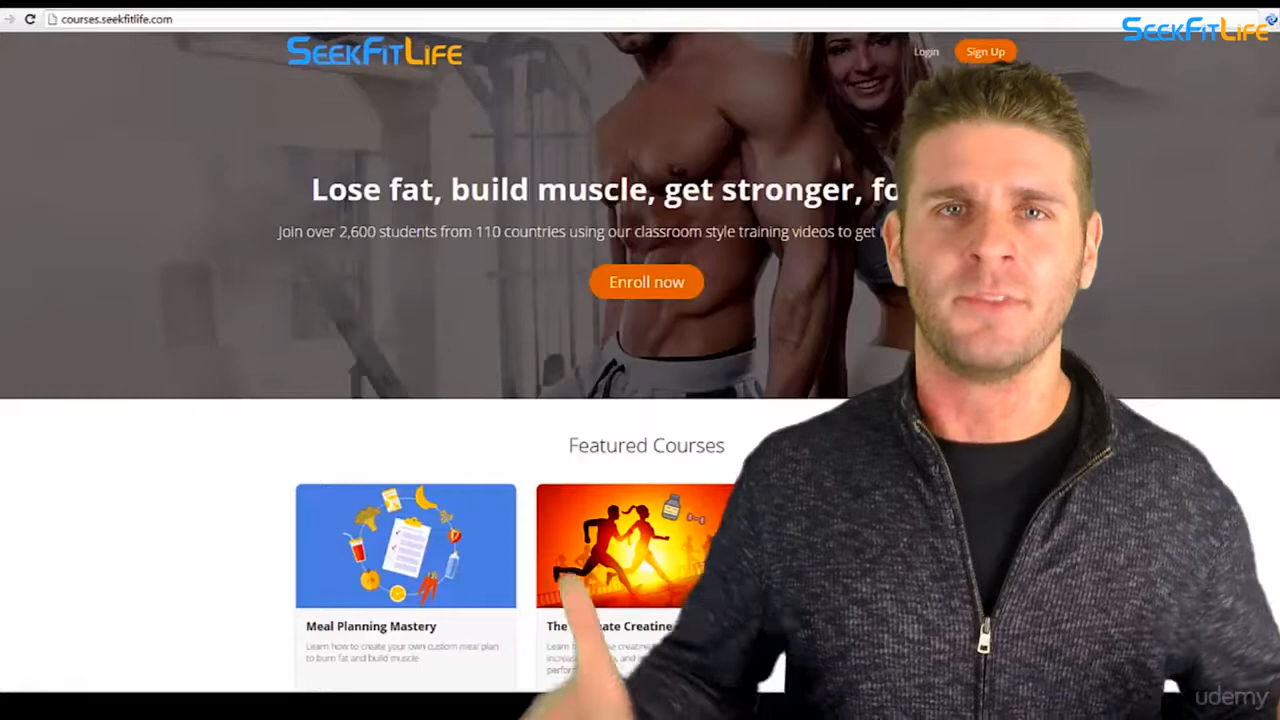 courses.seekfitlife.com
SEEKFITLIFE
SEEKFITLIFE
Login
Sign Up
Lose fat, build muscle, get stronger,
Join over 2,600 students from 110 countries using our classroom style training videos to get
Enroll now
Featured Courses
Meal Planning Mastery
Learn how to create your own custom meal plan
to burn fat and build muscle
The
Creatine
Learn
udemy